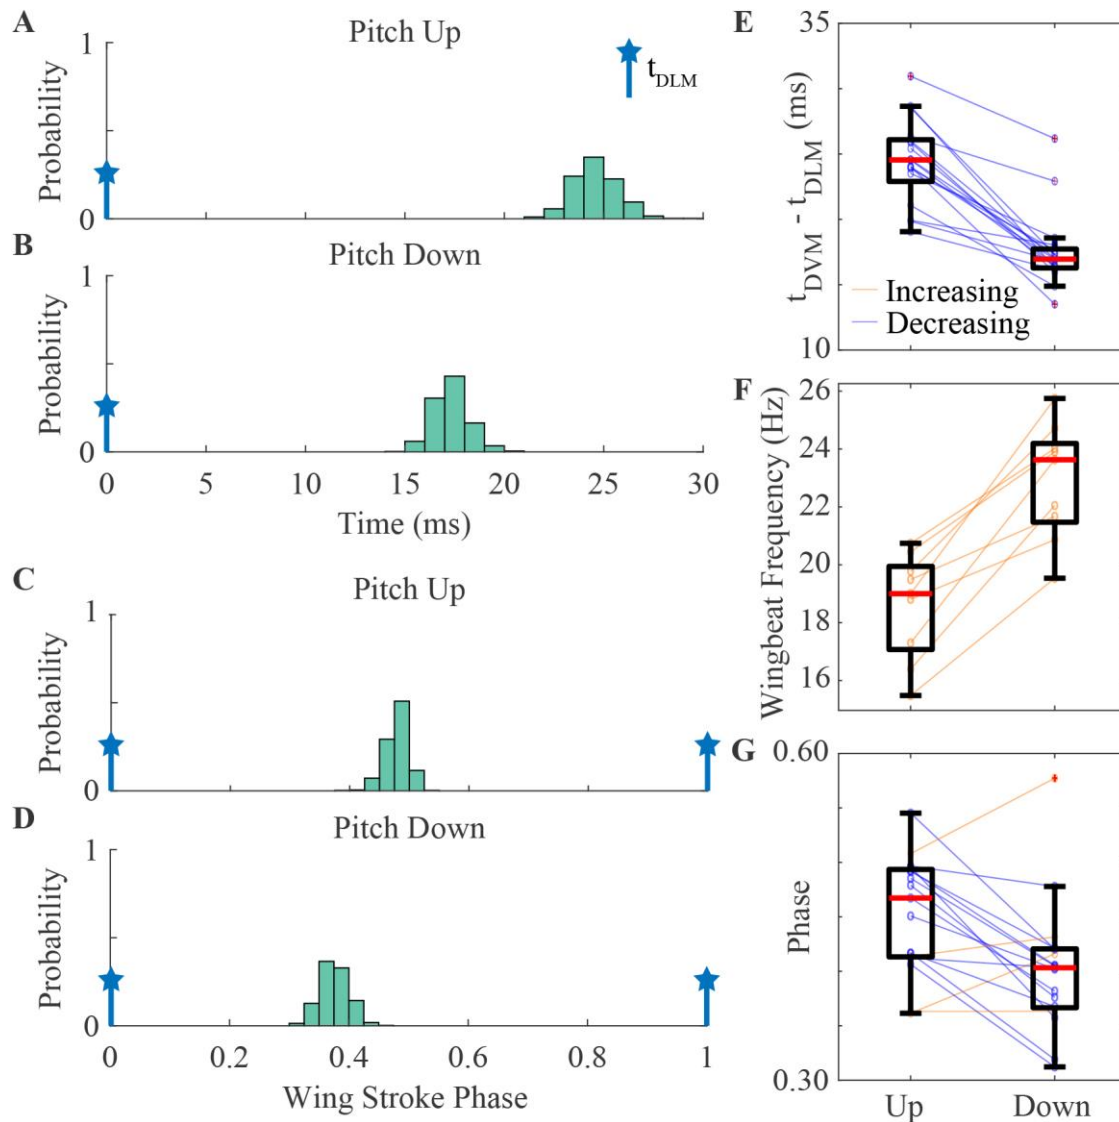 A
Pitch Up
1
Probability
0
t_DLM
B
Pitch Down
1
Probability
0
0 5 10 15 20 25 30
Time (ms)
C
Pitch Up
1
Probability
0
D
Pitch Down
1
Probability
0
0 0.2 0.4 0.6 0.8 1
Wing Stroke Phase
E
35
t_DVM - t_DLM (ms)
Increasing
Decreasing
10
F
26
24
22
20
18
16
Wingbeat Frequency (Hz)
G
0.60
Phase
0.30
Up Down